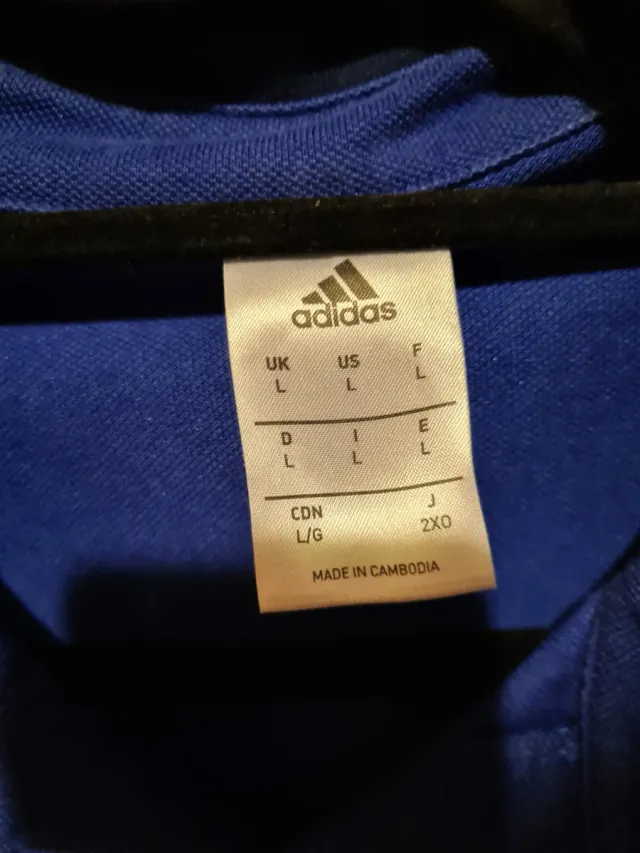 adidas
UK US F
L L L
D I E
L L L
CDN J
L/G 2XO
MADE IN CAMBODIA